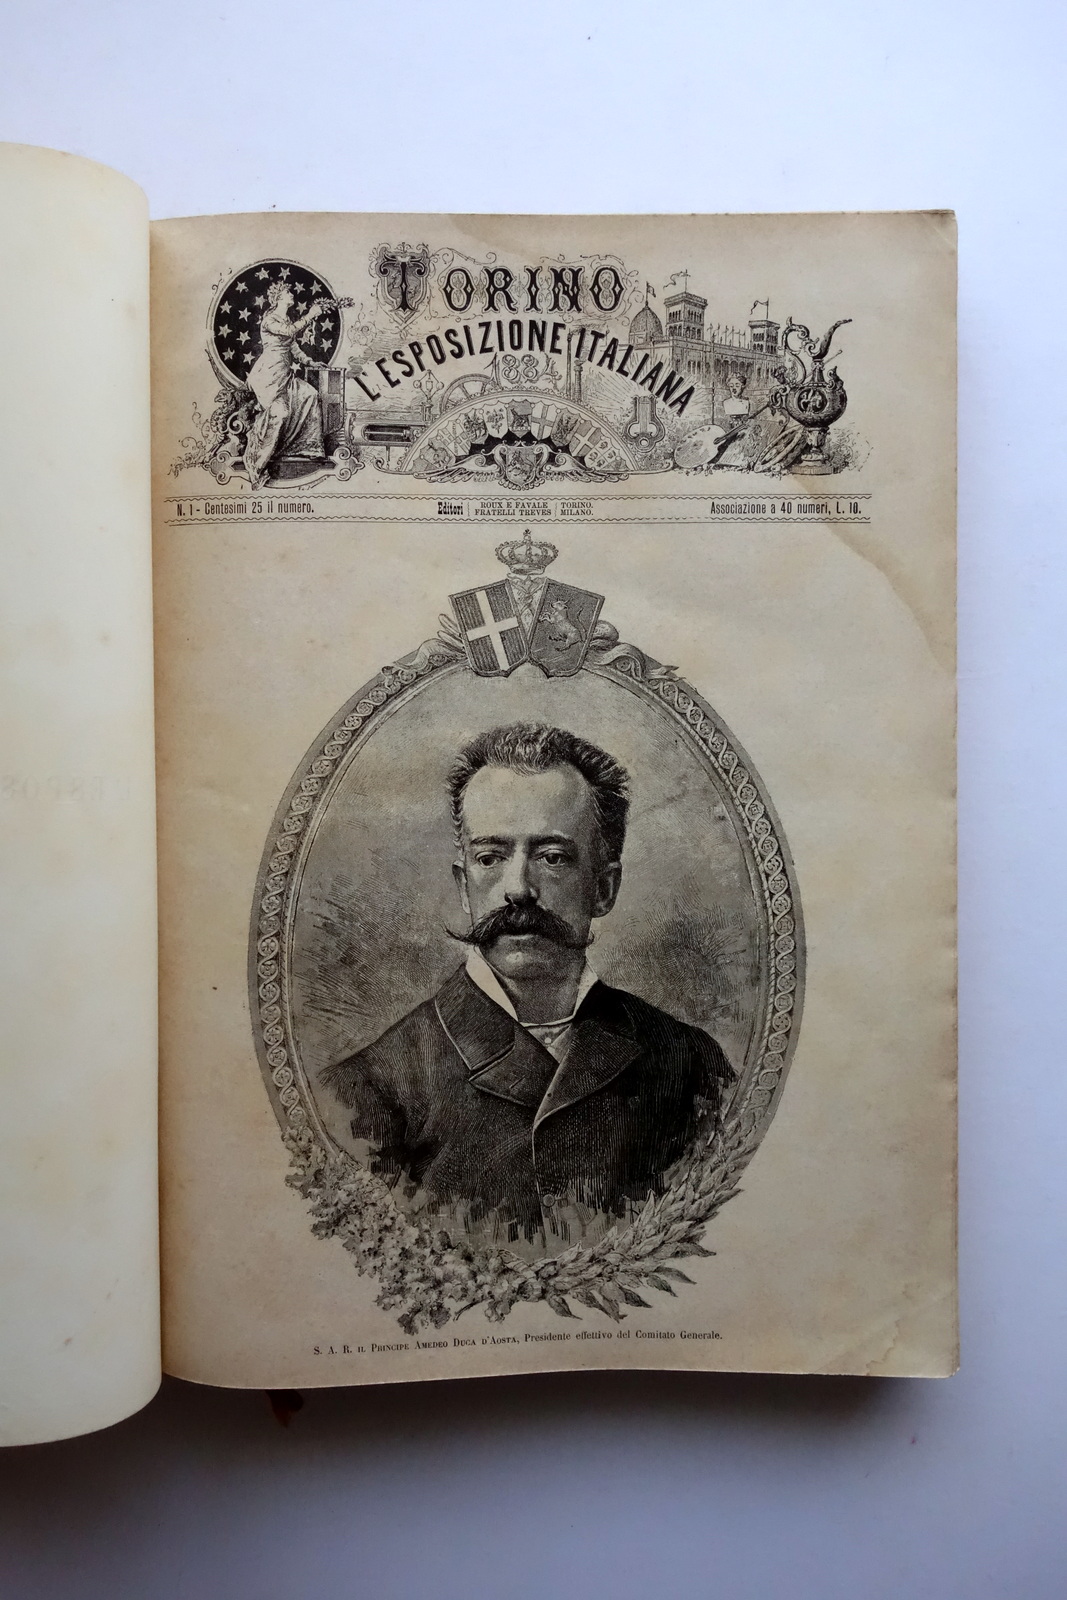 TORINO
L'ESPOSIZIONE ITALIANA
1884
N. 1 - Centesimi 25 il numero.
Editori | ROUX E FAVALE | TORINO.
FRATELLI TREVES | MILANO.
Associazione a 40 numeri, L. 10.
S. A. R. IL PRINCIPE AMEDEO DUCA D'AOSTA, Presidente effettivo del Comitato Generale.